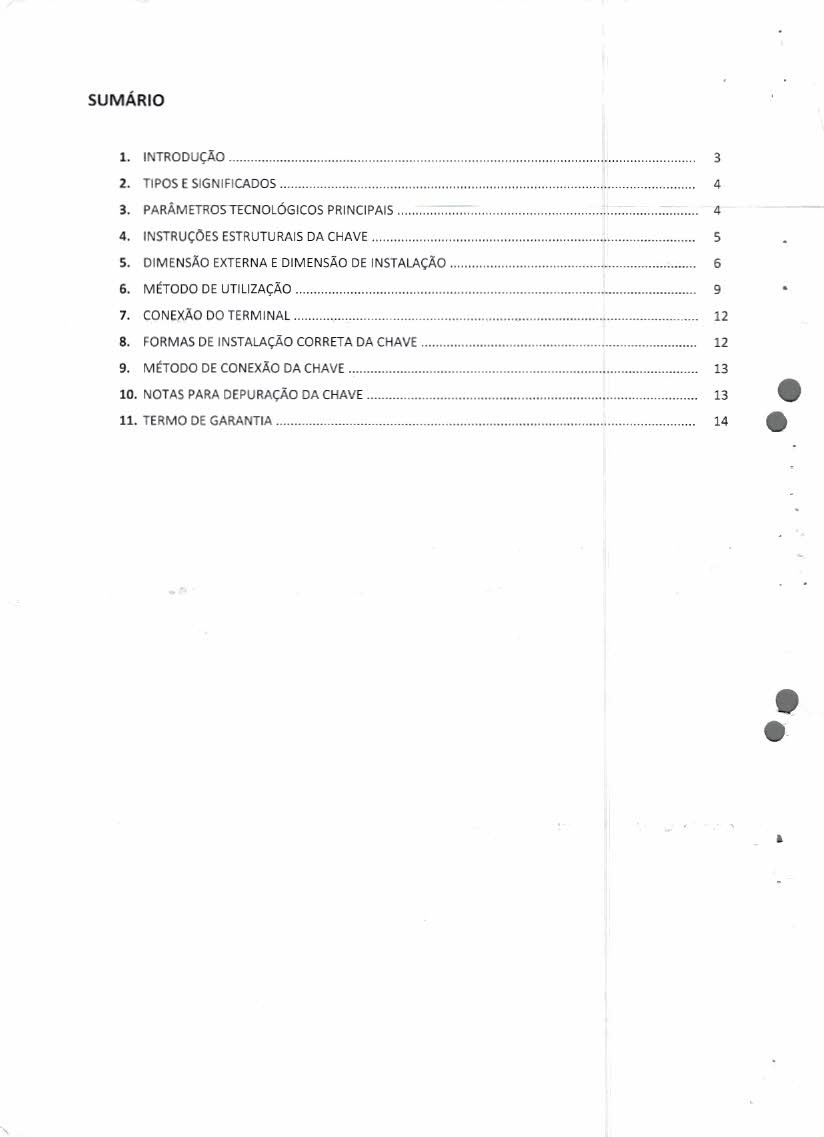 SUMÁRIO
1. INTRODUÇÃO ........ 3
2. TIPOS E SIGNIFICADOS ........ 4
3. PARÂMETROS TECNOLÓGICOS PRINCIPAIS ........ 4
4. INSTRUÇÕES ESTRUTURAIS DA CHAVE ........ 5
5. DIMENSÃO EXTERNA E DIMENSÃO DE INSTALAÇÃO ........ 6
6. MÉTODO DE UTILIZAÇÃO ........ 9
7. CONEXÃO DO TERMINAL ........ 12
8. FORMAS DE INSTALAÇÃO CORRETA DA CHAVE ........ 12
9. MÉTODO DE CONEXÃO DA CHAVE ........ 13
10. NOTAS PARA DEPURAÇÃO DA CHAVE ........ 13
11. TERMO DE GARANTIA ........ 14